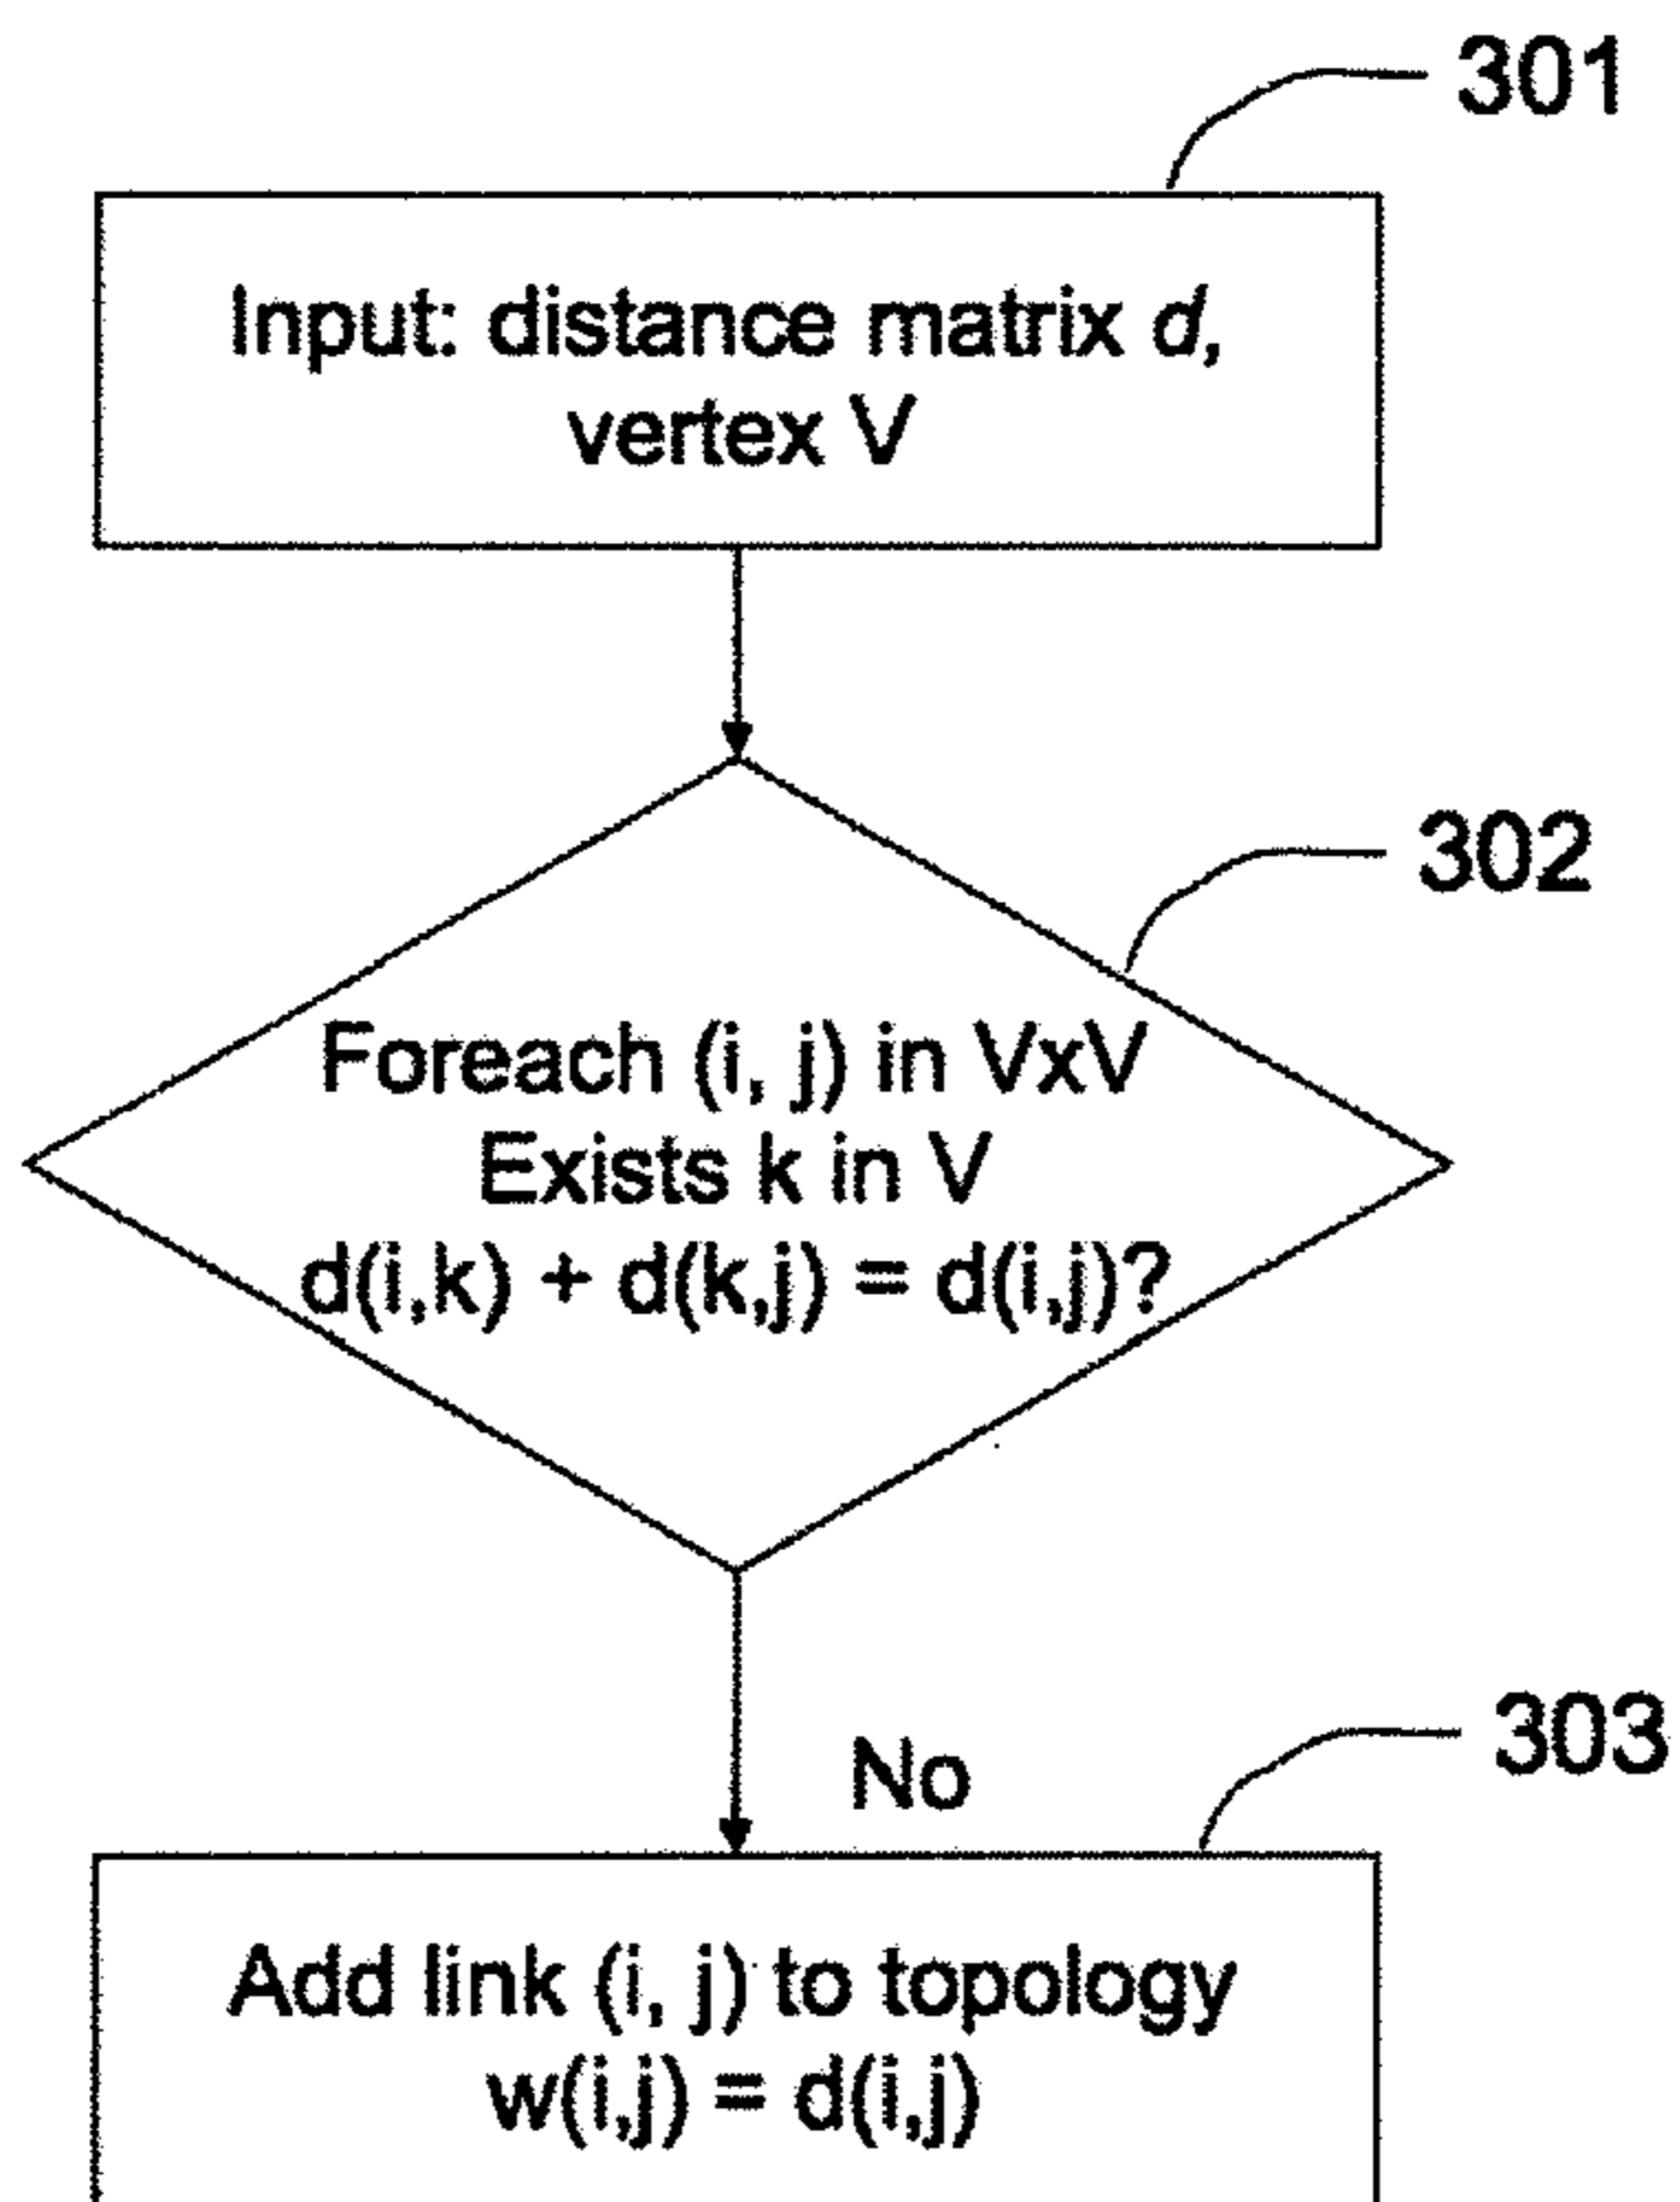 301
Input: distance matrix d,
vertex V
302
Foreach (i, j) in VxV
Exists k in V
d(i,k) + d(k,j) = d(i,j)?
No
303
Add link (i, j) to topology
w(i,j) = d(i,j)